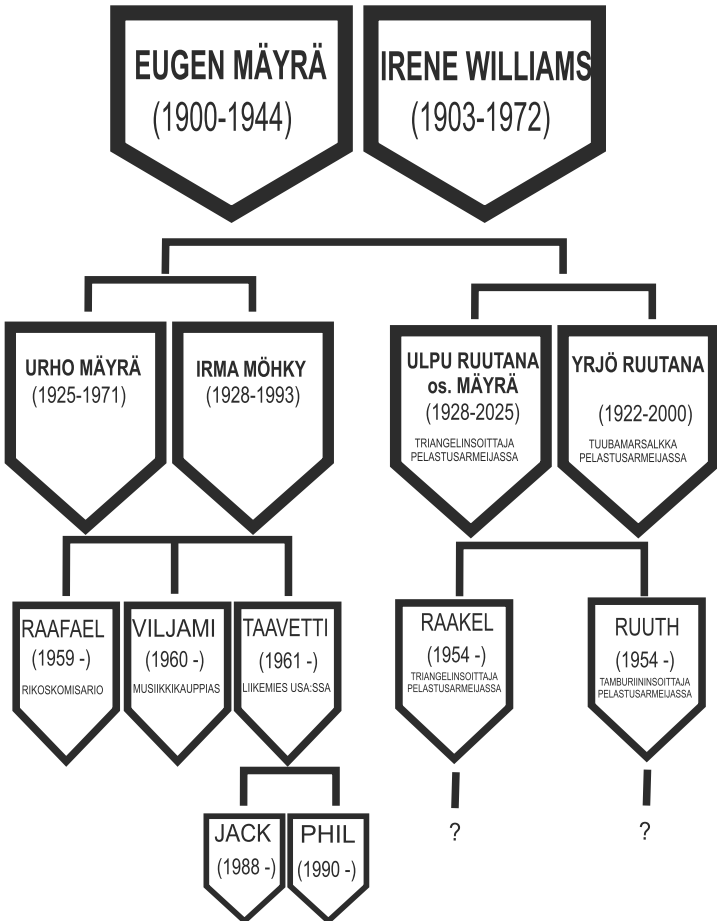 EUGEN MÄYRÄ
(1900-1944)
IRENE WILLIAMS
(1903-1972)
URHO MÄYRÄ
(1925-1971)
IRMA MÖHKY
(1928-1993)
ULPU RUUTANA
os. MÄYRÄ
(1928-2025)
TRIANGELINSOITTAJA
PELASTUSARMEIJASSA
YRJÖ RUUTANA
(1922-2000)
TUUBAMARSALKKA
PELASTUSARMEIJASSA
RAAFAEL
(1959 -)
RIKOSKOMISARIO
VILJAMI
(1960 -)
MUSIIKKIKAUPPIAS
TAAVETTI
(1961 -)
LIIKEMIES USA:SSA
RAAKEL
(1954 -)
TRIANGELINSOITTAJA
PELASTUSARMEIJASSA
RUUTH
(1954 -)
TAMBURIININSOITTAJA
PELASTUSARMEIJASSA
JACK
(1988 -)
PHIL
(1990 -)
?
?